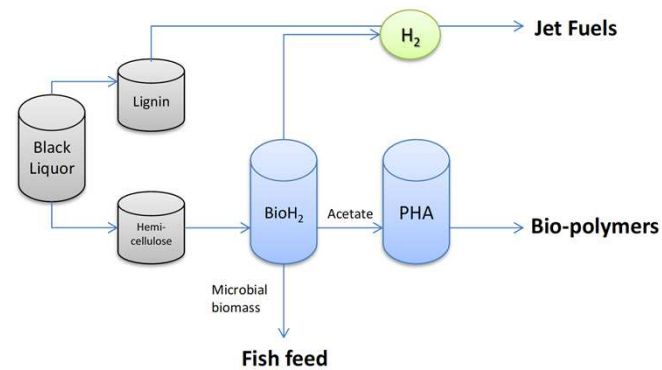 H₂
Jet Fuels
Lignin
Black
Liquor
Hemi-
cellulose
BioH₂
Acetate
PHA
Bio-polymers
Microbial
biomass
Fish feed